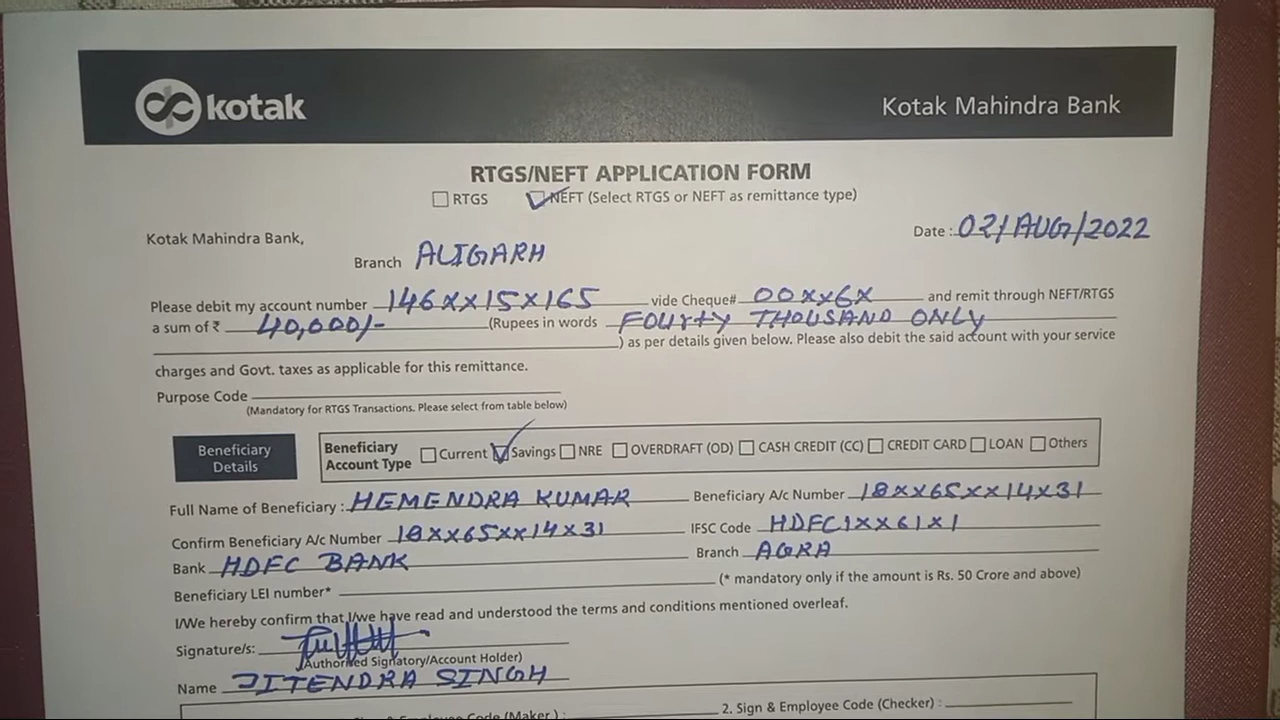 kotak Kotak Mahindra Bank
RTGS/NEFT APPLICATION FORM
RTGS NEFT (Select RTGS or NEFT as remittance type)
Kotak Mahindra Bank, Date : 02/AUG/2022
Branch ALIGARH
Please debit my account number 146XX15X165 vide Cheque# 00XX6X and remit through NEFT/RTGS
a sum of ₹ 40,000/- (Rupees in words FOURTY THOUSAND ONLY
) as per details given below. Please also debit the said account with your service
charges and Govt. taxes as applicable for this remittance.
Purpose Code
(Mandatory for RTGS Transactions. Please select from table below)
Beneficiary Details
Beneficiary Account Type Current Savings NRE OVERDRAFT (OD) CASH CREDIT (CC) CREDIT CARD LOAN Others
Full Name of Beneficiary : HEMENDRA KUMAR Beneficiary A/c Number 18XX65XX14X31
Confirm Beneficiary A/c Number 18XX65XX14X31 IFSC Code HDFC1XX61X1
Bank HDFC BANK Branch AGRA
Beneficiary LEI number* (* mandatory only if the amount is Rs. 50 Crore and above)
I/We hereby confirm that I/we have read and understood the terms and conditions mentioned overleaf.
Signature/s:
(Authorised Signatory/Account Holder)
Name JITENDRA SINGH
Employee Code (Maker ) : 2. Sign & Employee Code (Checker) :